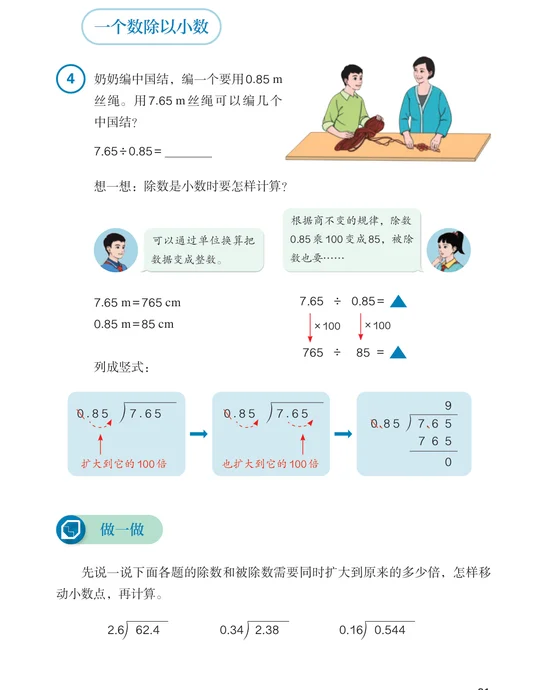 一个数除以小数
4
奶奶编中国结，编一个要用0.85 m
丝绳。用7.65 m丝绳可以编几个
中国结？
7.65÷0.85=________
想一想：除数是小数时要怎样计算？
可以通过单位换算把
数据变成整数。
根据商不变的规律，除数
0.85乘100变成85，被除
数也要……
7.65 m=765 cm
0.85 m=85 cm
7.65 ÷ 0.85=
×100 ×100
765 ÷ 85 =
列成竖式：
0.85 7.65
扩大到它的100倍
0.85 7.65
也扩大到它的100倍
9
0.85 7.65
765
0
做一做
先说一说下面各题的除数和被除数需要同时扩大到原来的多少倍，怎样移
动小数点，再计算。
2.6 62.4 0.34 2.38 0.16 0.544